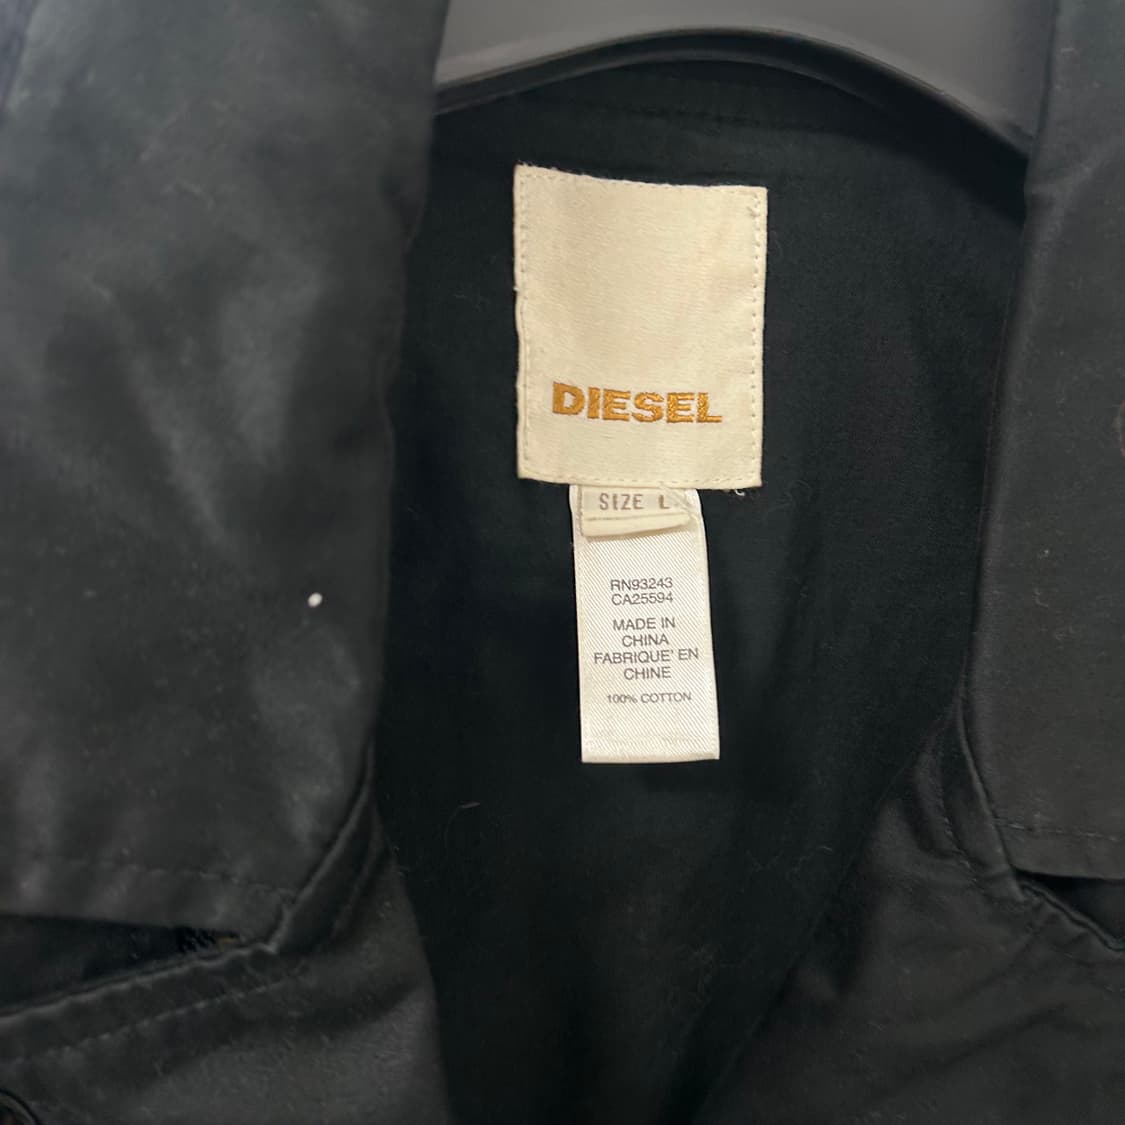 DIESEL
SIZE L
RN93243
CA25594
MADE IN
CHINA
FABRIQUE' EN
CHINE
100% COTTON